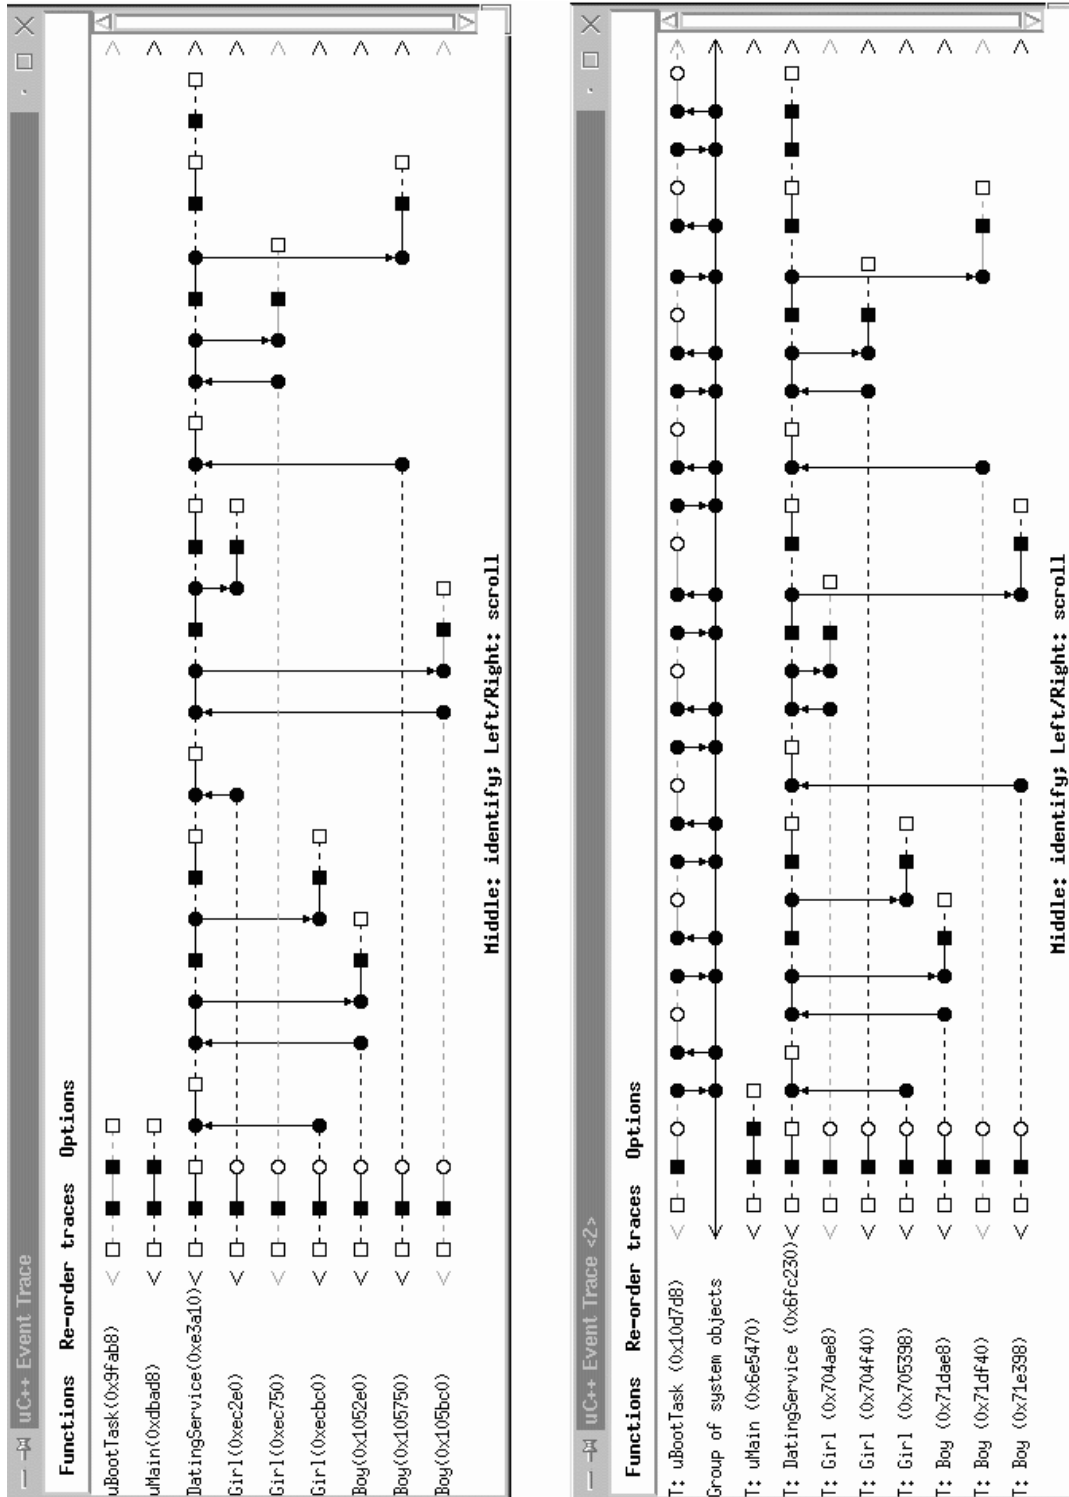 uC++ Event Trace
Functions Re-order traces Options
uBootTask(0x9fab8)
uMain(0xdbad8)
DatingService(0xe3a10)
Girl(0xec2e0)
Girl(0xec750)
Girl(0xecbc0)
Boy(0x1052e0)
Boy(0x105750)
Boy(0x105bc0)
Middle: identify; Left/Right: scroll
uC++ Event Trace <2>
Functions Re-order traces Options
T: uBootTask (0x10d7d8)
Group of system objects
T: uMain (0x6e5470)
T: DatingService (0x6fc230)
T: Girl (0x704ae8)
T: Girl (0x704f40)
T: Girl (0x705398)
T: Boy (0x71dae8)
T: Boy (0x71df40)
T: Boy (0x71e398)
Middle: identify; Left/Right: scroll